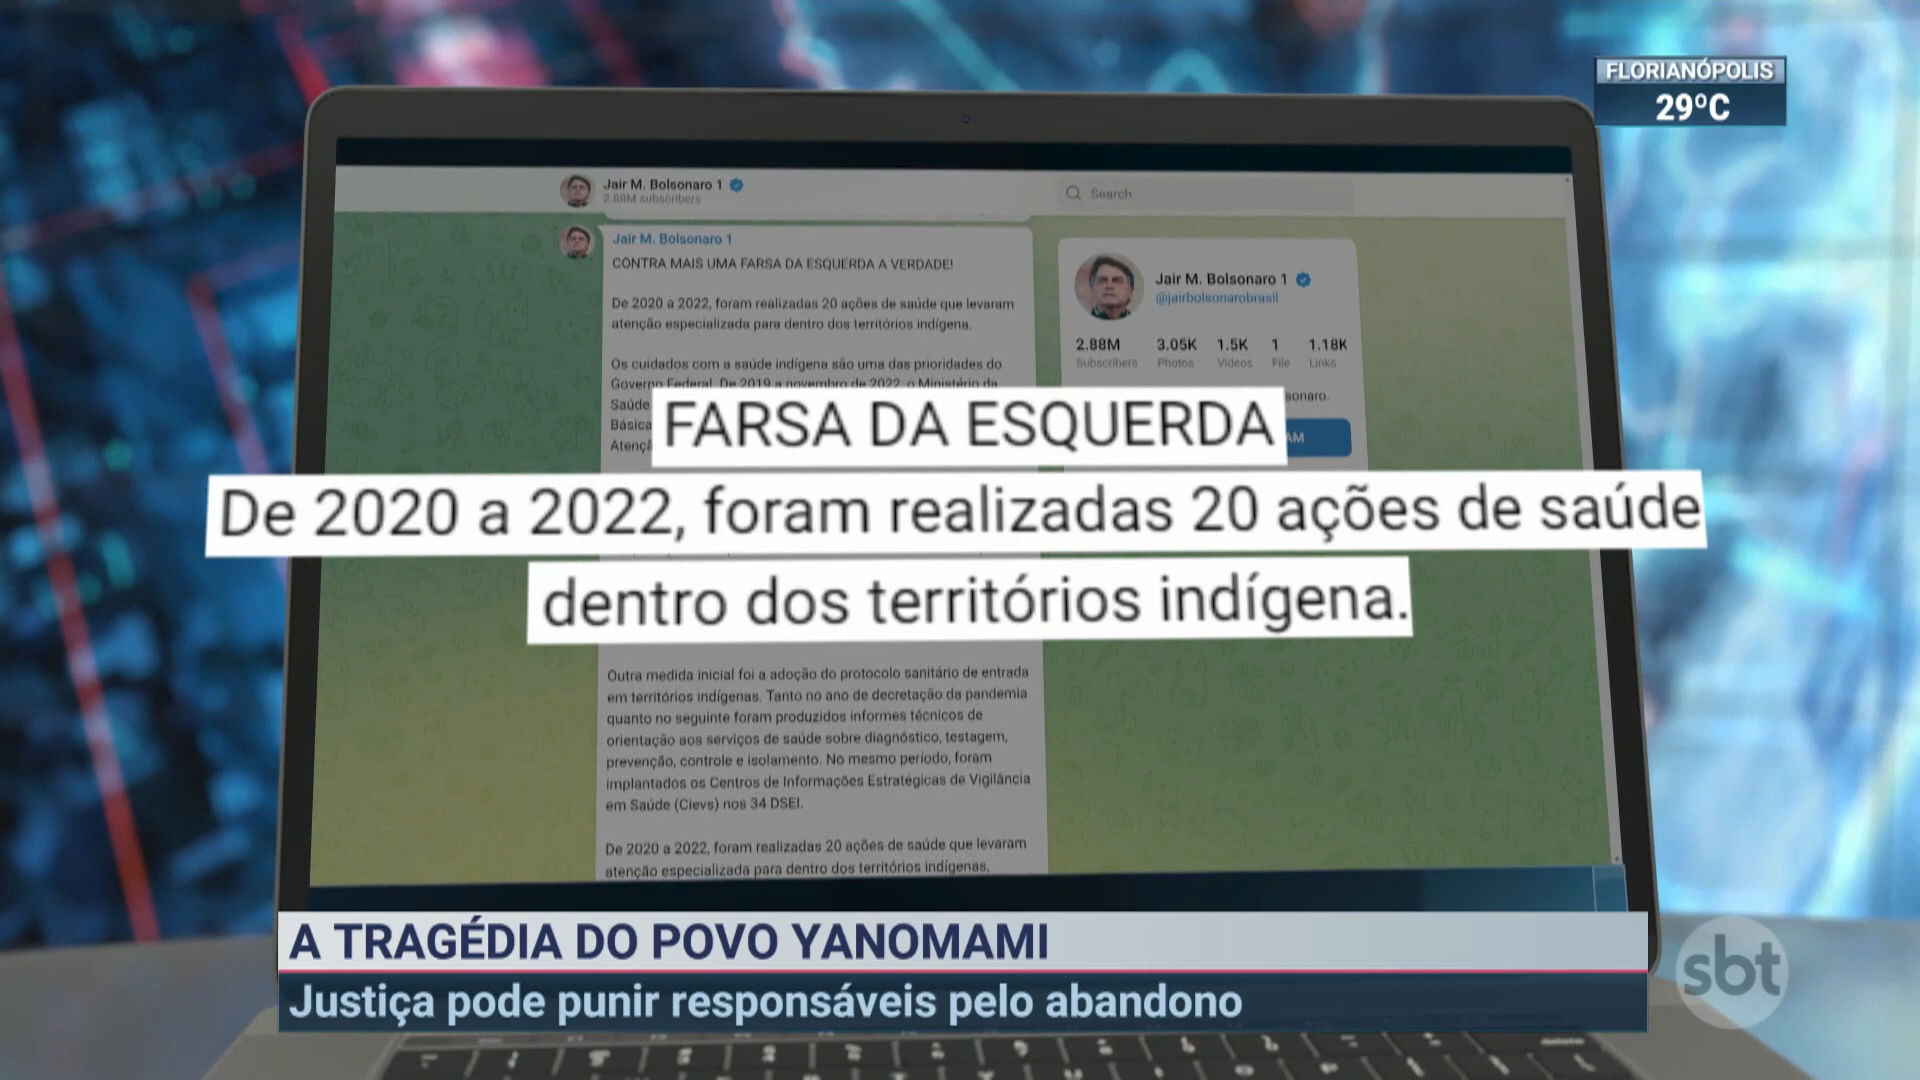 FLORIANÓPOLIS
29ºC
Jair M. Bolsonaro 1
2.88M subscribers
Search
Jair M. Bolsonaro 1
CONTRA MAIS UMA FARSA DA ESQUERDA A VERDADE!
De 2020 a 2022, foram realizadas 20 ações de saúde que levaram
atenção especializada para dentro dos territórios indígena.
Os cuidados com a saúde indígena são uma das prioridades do
Governo Federal. De 2019 a novembro de 2022, o Ministério da
Saúde
Básica
Jair M. Bolsonaro 1
@jairbolsonarobrasil
2.88M 3.05K 1.5K 1 1.18K
Subscribers Photos Videos File Links
FARSA DA ESQUERDA
De 2020 a 2022, foram realizadas 20 ações de saúde
dentro dos territórios indígena.
Outra medida inicial foi a adoção do protocolo sanitário de entrada
em territórios indígenas. Tanto no ano de decretação da pandemia
quanto no seguinte foram produzidos informes técnicos de
orientação aos serviços de saúde sobre diagnóstico, testagem,
prevenção, controle e isolamento. No mesmo período, foram
implantados os Centros de Informações Estratégicas de Vigilância
em Saúde (Cievs) nos 34 DSEI.
De 2020 a 2022, foram realizadas 20 ações de saúde que levaram
atenção especializada para dentro dos territórios indígenas,
A TRAGÉDIA DO POVO YANOMAMI
Justiça pode punir responsáveis pelo abandono
sbt